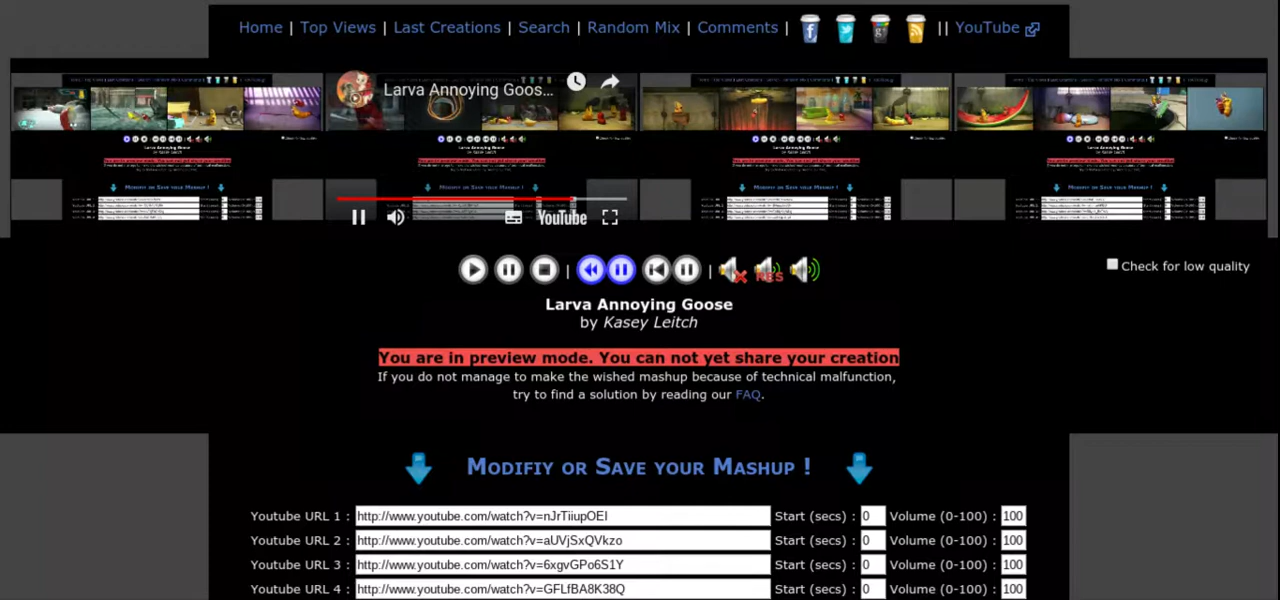 Home | Top Views | Last Creations | Search | Random Mix | Comments | || YouTube
Larva Annoying Goos...
YouTube
RES
Check for low quality
Larva Annoying Goose
by Kasey Leitch
You are in preview mode. You can not yet share your creation
If you do not manage to make the wished mashup because of technical malfunction,
try to find a solution by reading our FAQ.
Modifiy or Save your Mashup !
Youtube URL 1 : http://www.youtube.com/watch?v=nJrTiiupOEI Start (secs) : 0 Volume (0-100) : 100
Youtube URL 2 : http://www.youtube.com/watch?v=aUVjSxQVkzo Start (secs) : 0 Volume (0-100) : 100
Youtube URL 3 : http://www.youtube.com/watch?v=6xgvGPo6S1Y Start (secs) : 0 Volume (0-100) : 100
Youtube URL 4 : http://www.youtube.com/watch?v=GFLfBA8K38Q Start (secs) : 0 Volume (0-100) : 100